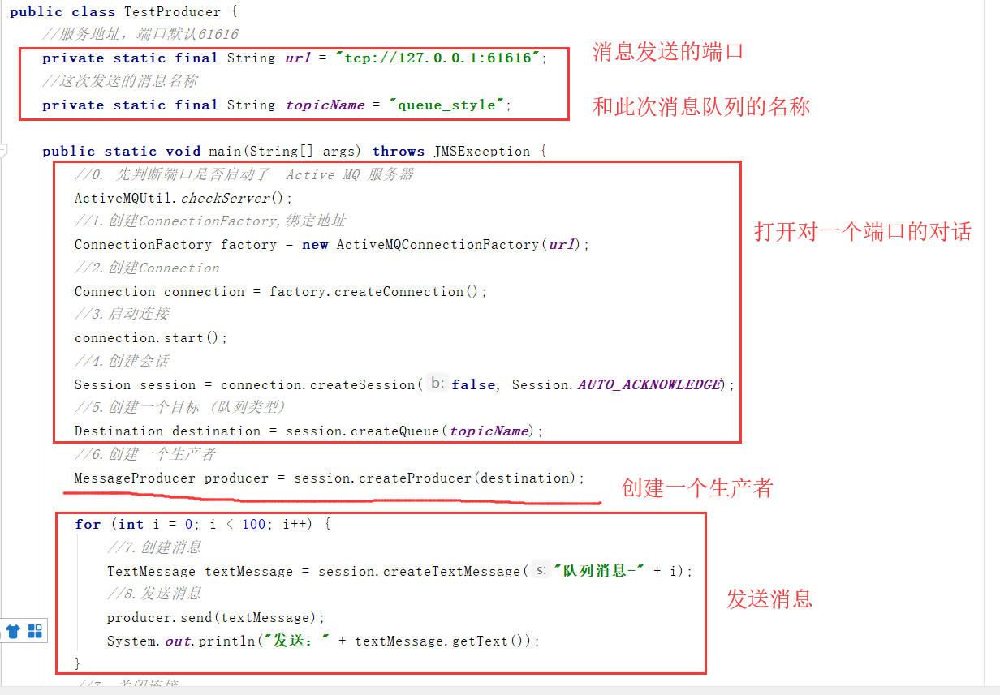 public class TestProducer {
//服务地址，端口默认61616
private static final String url = "tcp://127.0.0.1:61616";
消息发送的端口
//这次发送的消息名称
private static final String topicName = "queue_style";
和此次消息队列的名称
public static void main(String[] args) throws JMSException {
//0. 先判断端口是否启动了 Active MQ 服务器
ActiveMQUtil.checkServer();
//1.创建ConnectionFactory,绑定地址
打开对一个端口的对话
ConnectionFactory factory = new ActiveMQConnectionFactory(url);
//2.创建Connection
Connection connection = factory.createConnection();
//3.启动连接
connection.start();
//4.创建会话
Session session = connection.createSession( b: false, Session.AUTO_ACKNOWLEDGE);
//5.创建一个目标 (队列类型)
Destination destination = session.createQueue(topicName);
//6.创建一个生产者
MessageProducer producer = session.createProducer(destination);
创建一个生产者
for (int i = 0; i < 100; i++) {
//7.创建消息
TextMessage textMessage = session.createTextMessage( s: "队列消息-" + i);
//8.发送消息
发送消息
producer.send(textMessage);
System.out.println("发送：" + textMessage.getText());
}
//7. 关闭连接